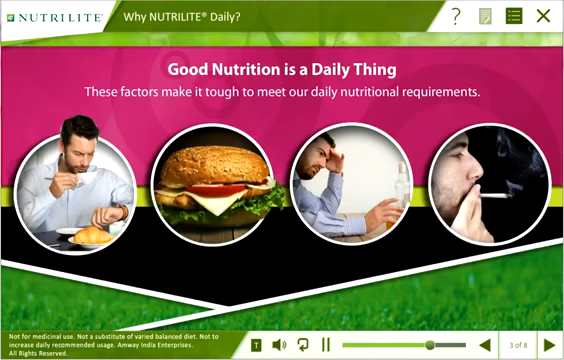 NUTRILITE™
Why NUTRILITE® Daily?
?
Good Nutrition is a Daily Thing
These factors make it tough to meet our daily nutritional requirements.
Not for medicinal use. Not a substitute of varied balanced diet. Not to
increase daily recommended usage. Amway India Enterprises.
All Rights Reserved.
T
3 of 8